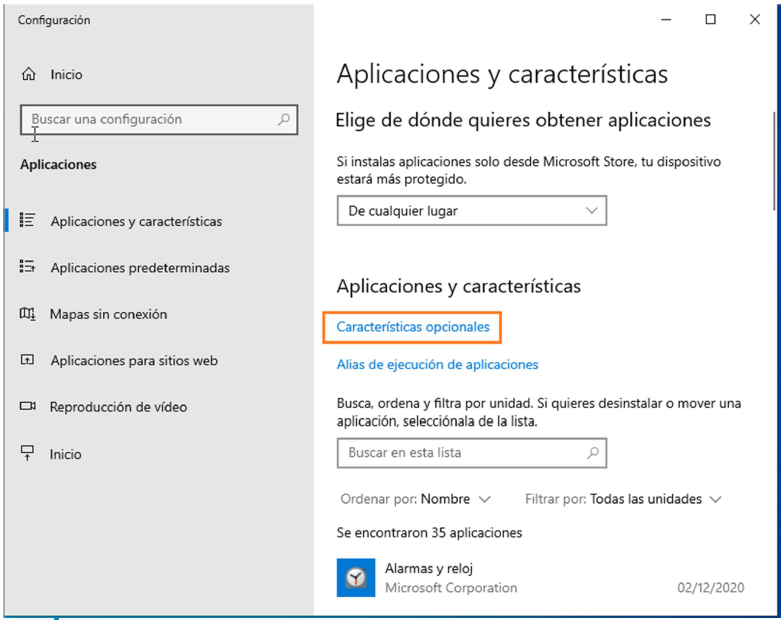 Configuración
Inicio
Buscar una configuración
Aplicaciones
Aplicaciones y características
Aplicaciones predeterminadas
Mapas sin conexión
Aplicaciones para sitios web
Reproducción de vídeo
Inicio
Aplicaciones y características
Elige de dónde quieres obtener aplicaciones
Si instalas aplicaciones solo desde Microsoft Store, tu dispositivo
estará más protegido.
De cualquier lugar
Aplicaciones y características
Características opcionales
Alias de ejecución de aplicaciones
Busca, ordena y filtra por unidad. Si quieres desinstalar o mover una
aplicación, selecciónala de la lista.
Buscar en esta lista
Ordenar por: Nombre Filtrar por: Todas las unidades
Se encontraron 35 aplicaciones
Alarmas y reloj
Microsoft Corporation 02/12/2020